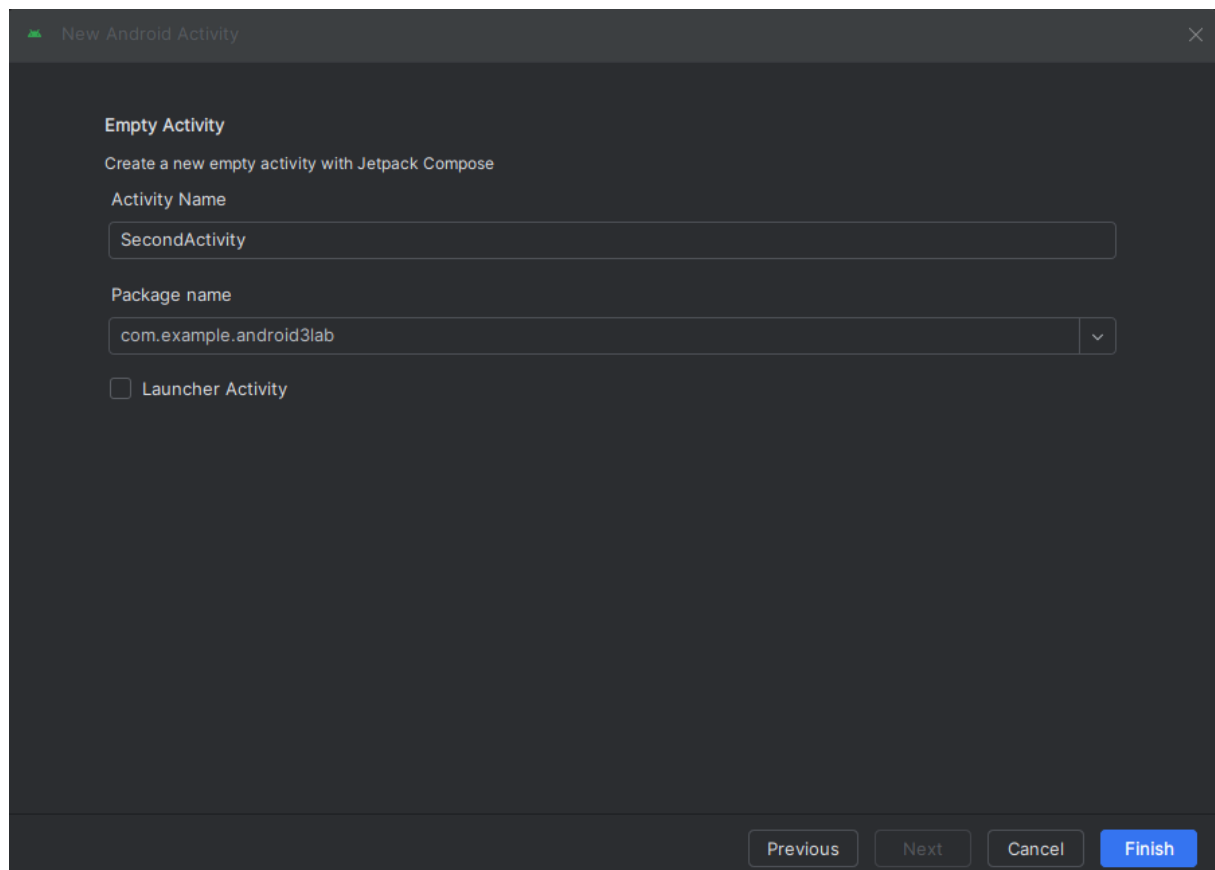 New Android Activity
Empty Activity
Create a new empty activity with Jetpack Compose
Activity Name
SecondActivity
Package name
com.example.android3lab
Launcher Activity
Previous Next Cancel Finish